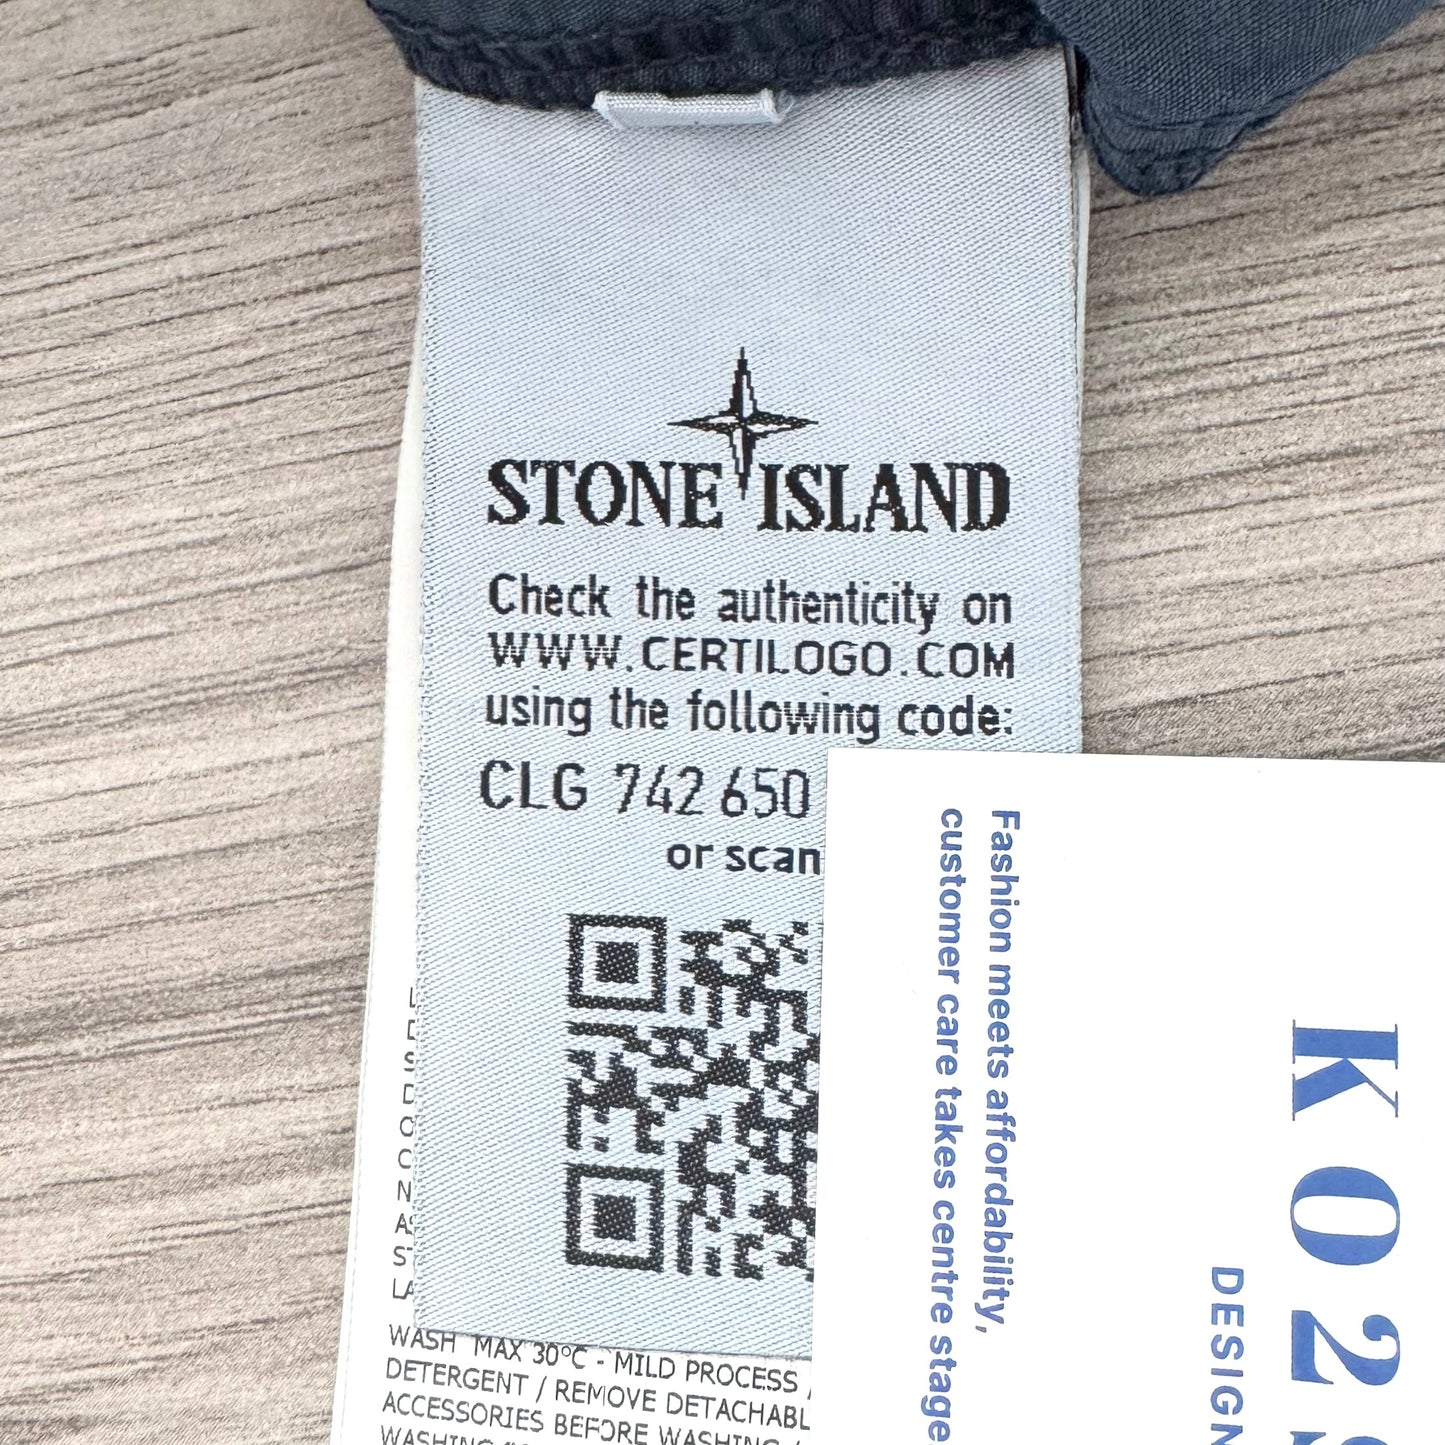 STONE ISLAND
Check the authenticity on
WWW.CERTILOGO.COM
using the following code:
CLG 742 650
or scan
WASH MAX 30°C - MILD PROCESS /
DETERGENT / REMOVE DETACHABL
ACCESSORIES BEFORE WASHING /
Fashion meets affordability,
customer care takes centre stage
K02
DESIGN